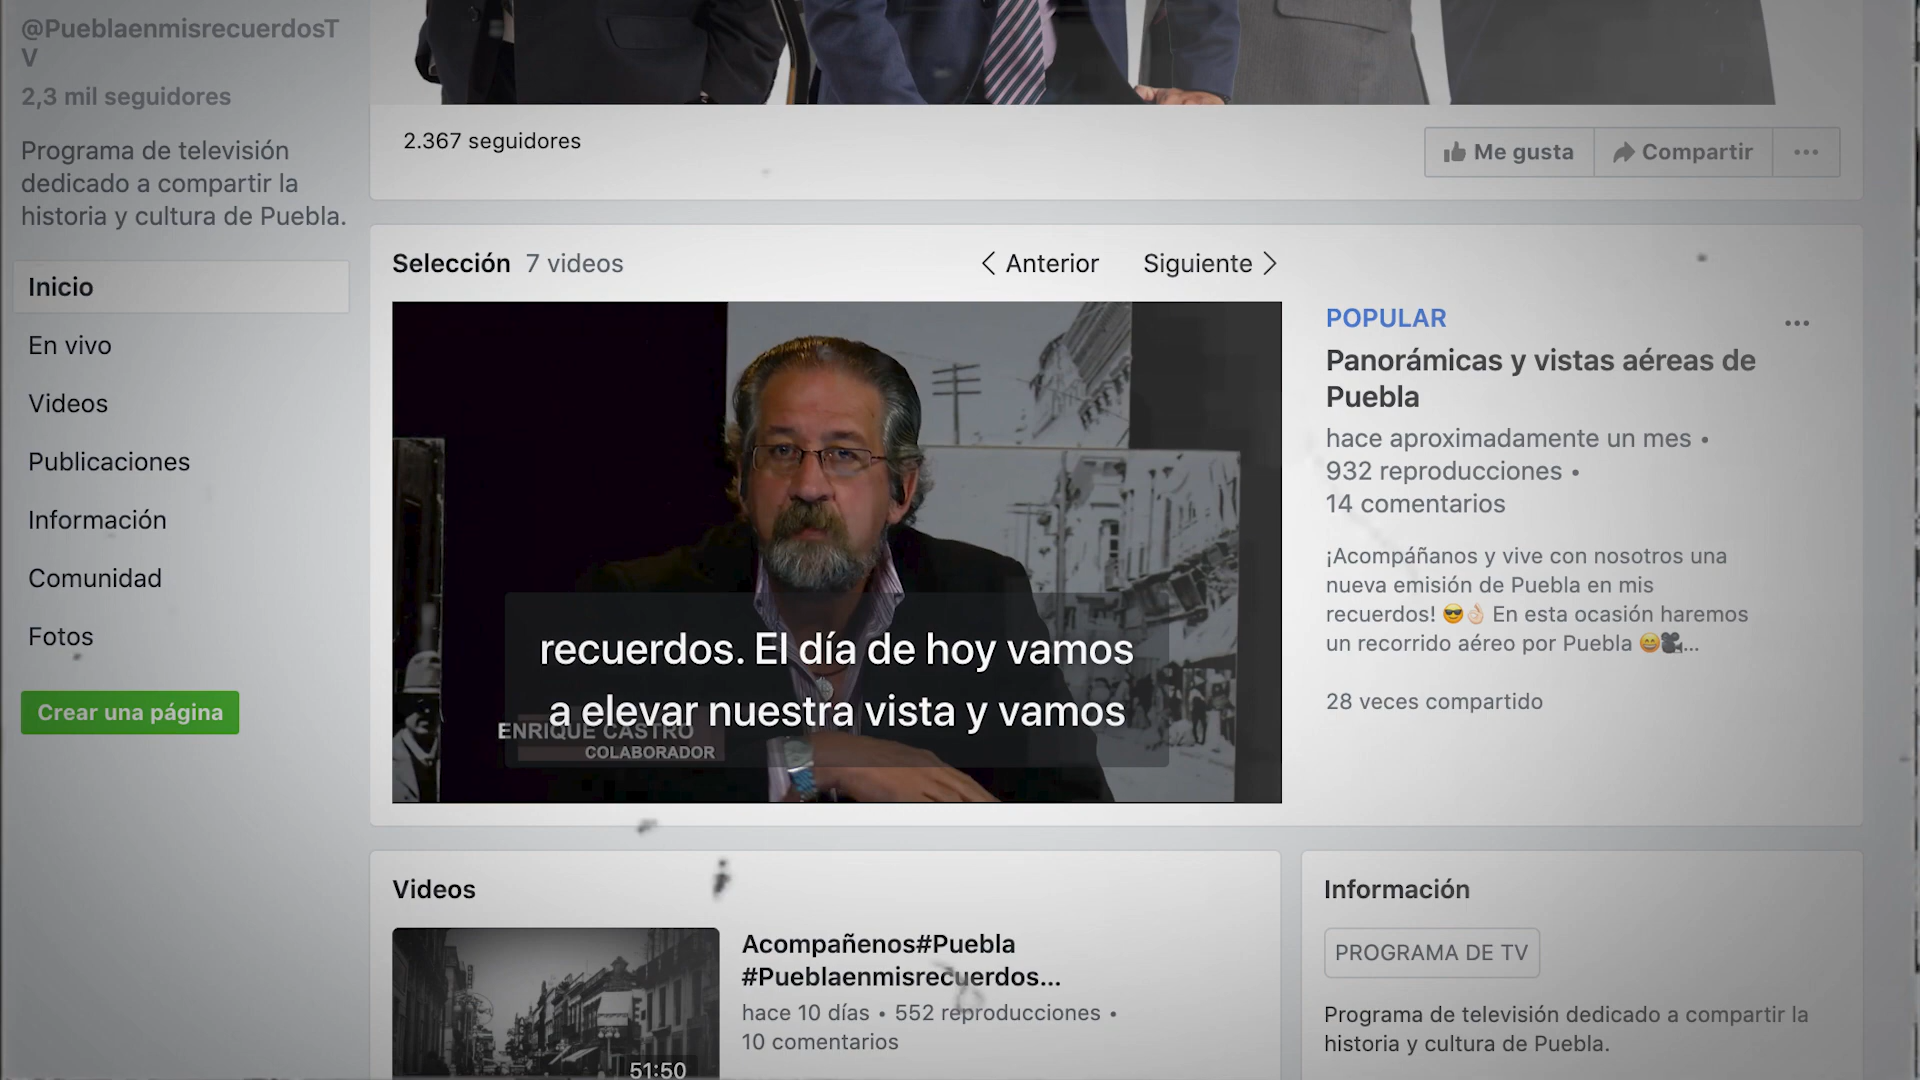 @PueblaenmisrecuerdosT
V
2,3 mil seguidores
Programa de televisión
dedicado a compartir la
historia y cultura de Puebla.
Inicio
En vivo
Videos
Publicaciones
Información
Comunidad
Fotos
Crear una página
2.367 seguidores
Me gusta
Compartir
Selección 7 videos
Anterior
Siguiente
recuerdos. El día de hoy vamos
a elevar nuestra vista y vamos
ENRIQUE CASTRO
COLABORADOR
POPULAR
Panorámicas y vistas aéreas de
Puebla
hace aproximadamente un mes •
932 reproducciones •
14 comentarios
¡Acompáñanos y vive con nosotros una
nueva emisión de Puebla en mis
recuerdos! 😎👌🏻 En esta ocasión haremos
un recorrido aéreo por Puebla 😄🎥...
28 veces compartido
Videos
51:50
Acompañenos#Puebla
#Pueblaenmisrecuerdos...
hace 10 días • 552 reproducciones •
10 comentarios
Información
PROGRAMA DE TV
Programa de televisión dedicado a compartir la
historia y cultura de Puebla.